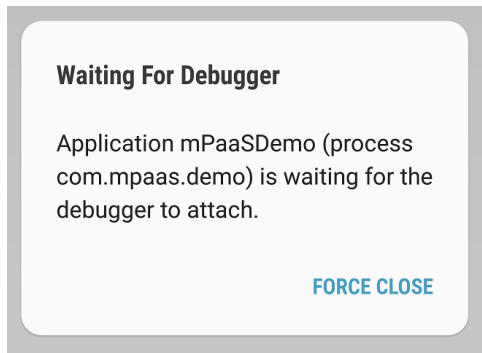 Waiting For Debugger
Application mPaaSDemo (process
com.mpaas.demo) is waiting for the
debugger to attach.
FORCE CLOSE